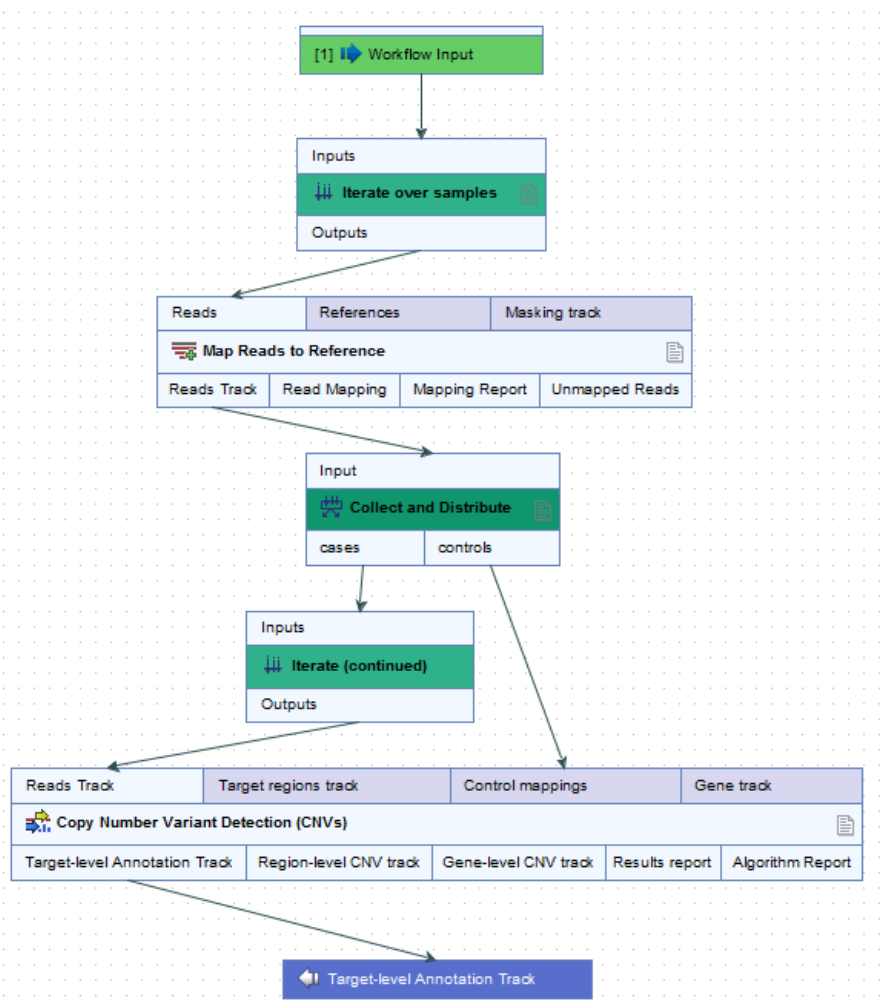 [1] Workflow Input
Inputs
Iterate over samples
Outputs
Reads References Masking track
Map Reads to Reference
Reads Track Read Mapping Mapping Report Unmapped Reads
Input
Collect and Distribute
cases controls
Inputs
Iterate (continued)
Outputs
Reads Track Target regions track Control mappings Gene track
Copy Number Variant Detection (CNVs)
Target-level Annotation Track Region-level CNV track Gene-level CNV track Results report Algorithm Report
Target-level Annotation Track